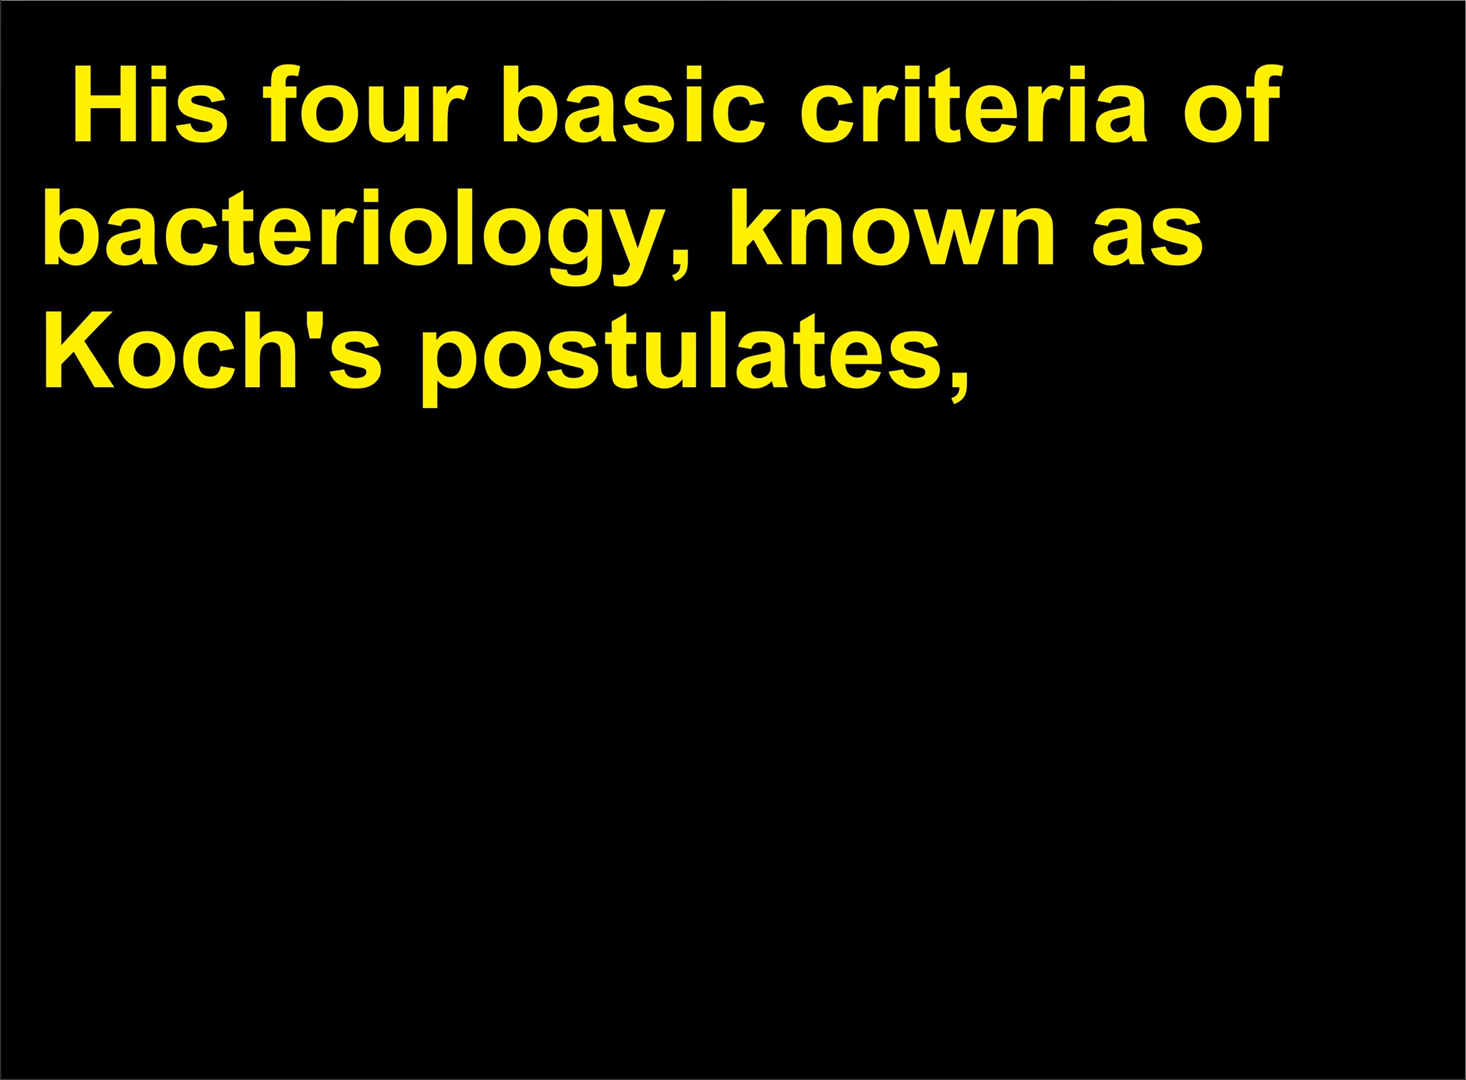 His four basic criteria of
bacteriology, known as
Koch's postulates,